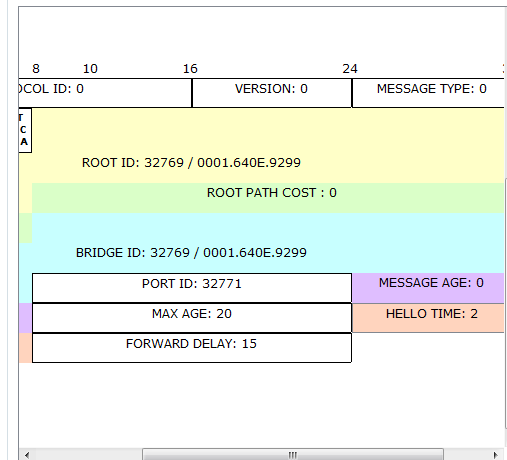 8 10 16 24
OCOL ID: 0 VERSION: 0 MESSAGE TYPE: 0
T
C
A
ROOT ID: 32769 / 0001.640E.9299
ROOT PATH COST : 0
BRIDGE ID: 32769 / 0001.640E.9299
PORT ID: 32771 MESSAGE AGE: 0
MAX AGE: 20 HELLO TIME: 2
FORWARD DELAY: 15